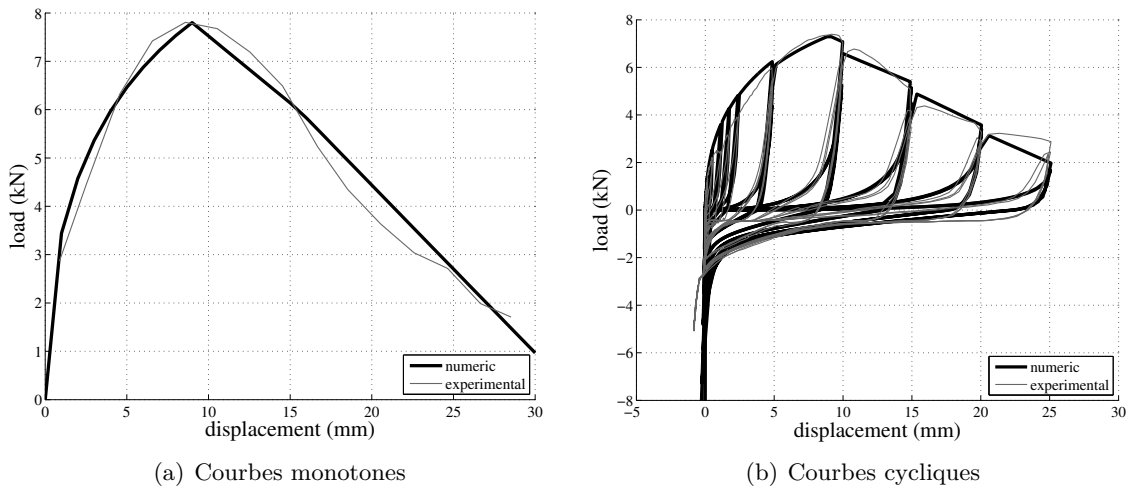 8
7
6
5
4
3
2
1
0
load (kN)
0 5 10 15 20 25 30
displacement (mm)
numeric
experimental
(a) Courbes monotones
8
6
4
2
0
−2
−4
−6
−8
load (kN)
−5 0 5 10 15 20 25 30
displacement (mm)
numeric
experimental
(b) Courbes cycliques